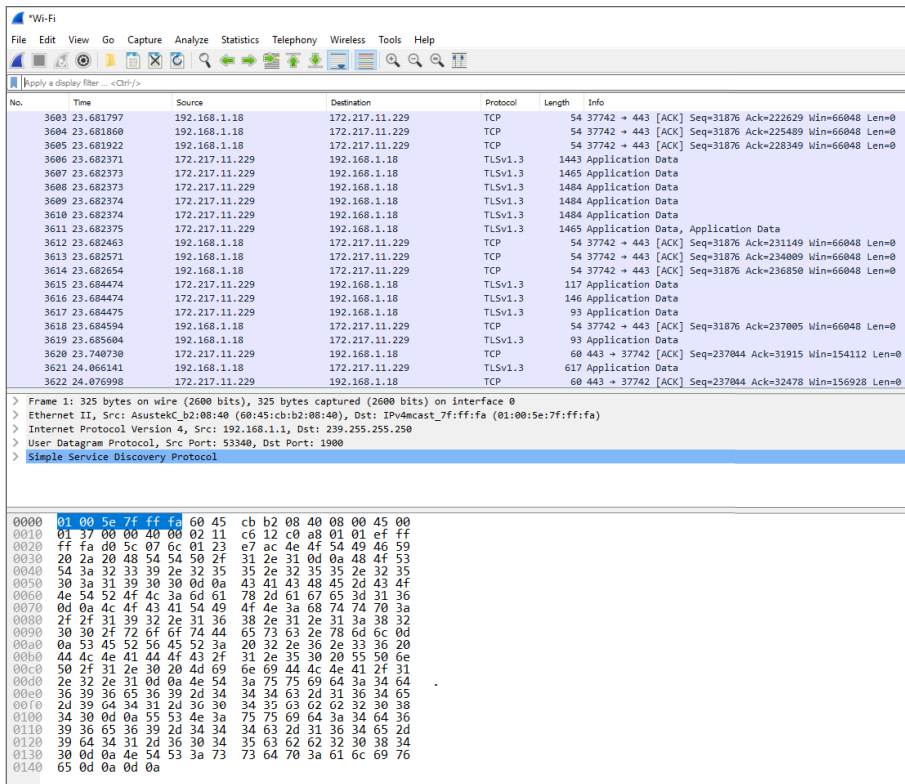 *Wi-Fi
File Edit View Go Capture Analyze Statistics Telephony Wireless Tools Help
Apply a display filter ... <Ctrl-/>
No. Time Source Destination Protocol Length Info
3603 23.681797 192.168.1.18 172.217.11.229 TCP 54 37742 → 443 [ACK] Seq=31876 Ack=222629 Win=66048 Len=0
3604 23.681860 192.168.1.18 172.217.11.229 TCP 54 37742 → 443 [ACK] Seq=31876 Ack=225489 Win=66048 Len=0
3605 23.681922 192.168.1.18 172.217.11.229 TCP 54 37742 → 443 [ACK] Seq=31876 Ack=228349 Win=66048 Len=0
3606 23.682371 172.217.11.229 192.168.1.18 TLSv1.3 1443 Application Data
3607 23.682373 172.217.11.229 192.168.1.18 TLSv1.3 1465 Application Data
3608 23.682373 172.217.11.229 192.168.1.18 TLSv1.3 1484 Application Data
3609 23.682374 172.217.11.229 192.168.1.18 TLSv1.3 1484 Application Data
3610 23.682374 172.217.11.229 192.168.1.18 TLSv1.3 1484 Application Data
3611 23.682375 172.217.11.229 192.168.1.18 TLSv1.3 1465 Application Data, Application Data
3612 23.682463 192.168.1.18 172.217.11.229 TCP 54 37742 → 443 [ACK] Seq=31876 Ack=231149 Win=66048 Len=0
3613 23.682571 192.168.1.18 172.217.11.229 TCP 54 37742 → 443 [ACK] Seq=31876 Ack=234009 Win=66048 Len=0
3614 23.682654 192.168.1.18 172.217.11.229 TCP 54 37742 → 443 [ACK] Seq=31876 Ack=236850 Win=66048 Len=0
3615 23.684474 172.217.11.229 192.168.1.18 TLSv1.3 117 Application Data
3616 23.684474 172.217.11.229 192.168.1.18 TLSv1.3 146 Application Data
3617 23.684475 172.217.11.229 192.168.1.18 TLSv1.3 93 Application Data
3618 23.684594 192.168.1.18 172.217.11.229 TCP 54 37742 → 443 [ACK] Seq=31876 Ack=237005 Win=66048 Len=0
3619 23.685604 192.168.1.18 172.217.11.229 TLSv1.3 93 Application Data
3620 23.740730 172.217.11.229 192.168.1.18 TCP 60 443 → 37742 [ACK] Seq=237044 Ack=31915 Win=154112 Len=0
3621 24.066141 192.168.1.18 172.217.11.229 TLSv1.3 617 Application Data
3622 24.076998 172.217.11.229 192.168.1.18 TCP 60 443 → 37742 [ACK] Seq=237044 Ack=32478 Win=156928 Len=0
> Frame 1: 325 bytes on wire (2600 bits), 325 bytes captured (2600 bits) on interface 0
> Ethernet II, Src: AsustekC_b2:08:40 (60:45:cb:b2:08:40), Dst: IPv4mcast_7f:ff:fa (01:00:5e:7f:ff:fa)
> Internet Protocol Version 4, Src: 192.168.1.1, Dst: 239.255.255.250
> User Datagram Protocol, Src Port: 53340, Dst Port: 1900
> Simple Service Discovery Protocol
0000 01 00 5e 7f ff fa 60 45 cb b2 08 40 08 00 45 00
0010 01 37 00 00 40 00 02 11 c6 12 c0 a8 01 01 ef ff
0020 ff fa d0 5c 07 6c 01 23 e7 ac 4e 4f 54 49 46 59
0030 20 2a 20 48 54 54 50 2f 31 2e 31 0d 0a 48 4f 53
0040 54 3a 32 33 39 2e 32 35 35 2e 32 35 35 2e 32 35
0050 30 3a 31 39 30 30 0d 0a 43 41 43 48 45 2d 43 4f
0060 4e 54 52 4f 4c 3a 6d 61 78 2d 61 67 65 3d 31 36
0070 0d 0a 4c 4f 43 41 54 49 4f 4e 3a 68 74 74 70 3a
0080 2f 2f 31 39 32 2e 31 36 38 2e 31 2e 31 3a 38 32
0090 30 30 2f 72 6f 6f 74 44 65 73 63 2e 78 6d 6c 0d
00a0 0a 53 45 52 56 45 52 3a 20 32 2e 36 2e 33 36 20
00b0 44 4c 4e 41 44 4f 43 2f 31 2e 35 30 20 55 50 6e
00c0 50 2f 31 2e 30 20 4d 69 6e 69 44 4c 4e 41 2f 31
00d0 2e 32 2e 31 0d 0a 4e 54 3a 75 75 69 64 3a 34 64 .
00e0 36 39 36 65 36 39 2d 34 34 34 63 2d 31 36 34 65
00f0 2d 39 64 34 31 2d 36 30 34 35 63 62 62 32 30 38
0100 34 30 0d 0a 55 53 4e 3a 75 75 69 64 3a 34 64 36
0110 39 36 65 36 39 2d 34 34 34 63 2d 31 36 34 65 2d
0120 39 64 34 31 2d 36 30 34 35 63 62 62 32 30 38 34
0130 30 0d 0a 4e 54 53 3a 73 73 64 70 3a 61 6c 69 76
0140 65 0d 0a 0d 0a